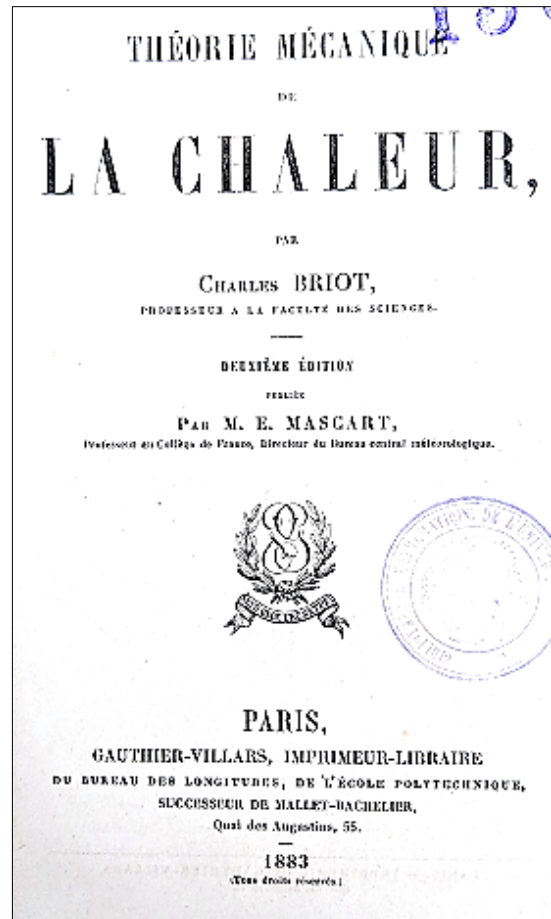 THÉORIE MÉCANIQUE
DE
LA CHALEUR,
PAR
CHARLES BRIOT,
PROFESSEUR A LA FACULTÉ DES SCIENCES.
DEUXIÈME ÉDITION
PUBLIÉE
PAR M. E. MASCART,
Professeur au Collège de France, Directeur du Bureau central météorologique.
PARIS,
GAUTHIER-VILLARS, IMPRIMEUR-LIBRAIRE
DU BUREAU DES LONGITUDES, DE L'ÉCOLE POLYTECHNIQUE,
SUCCESSEUR DE MALLET-BACHELIER,
Quai des Augustins, 55.
1883
(Tous droits réservés.)